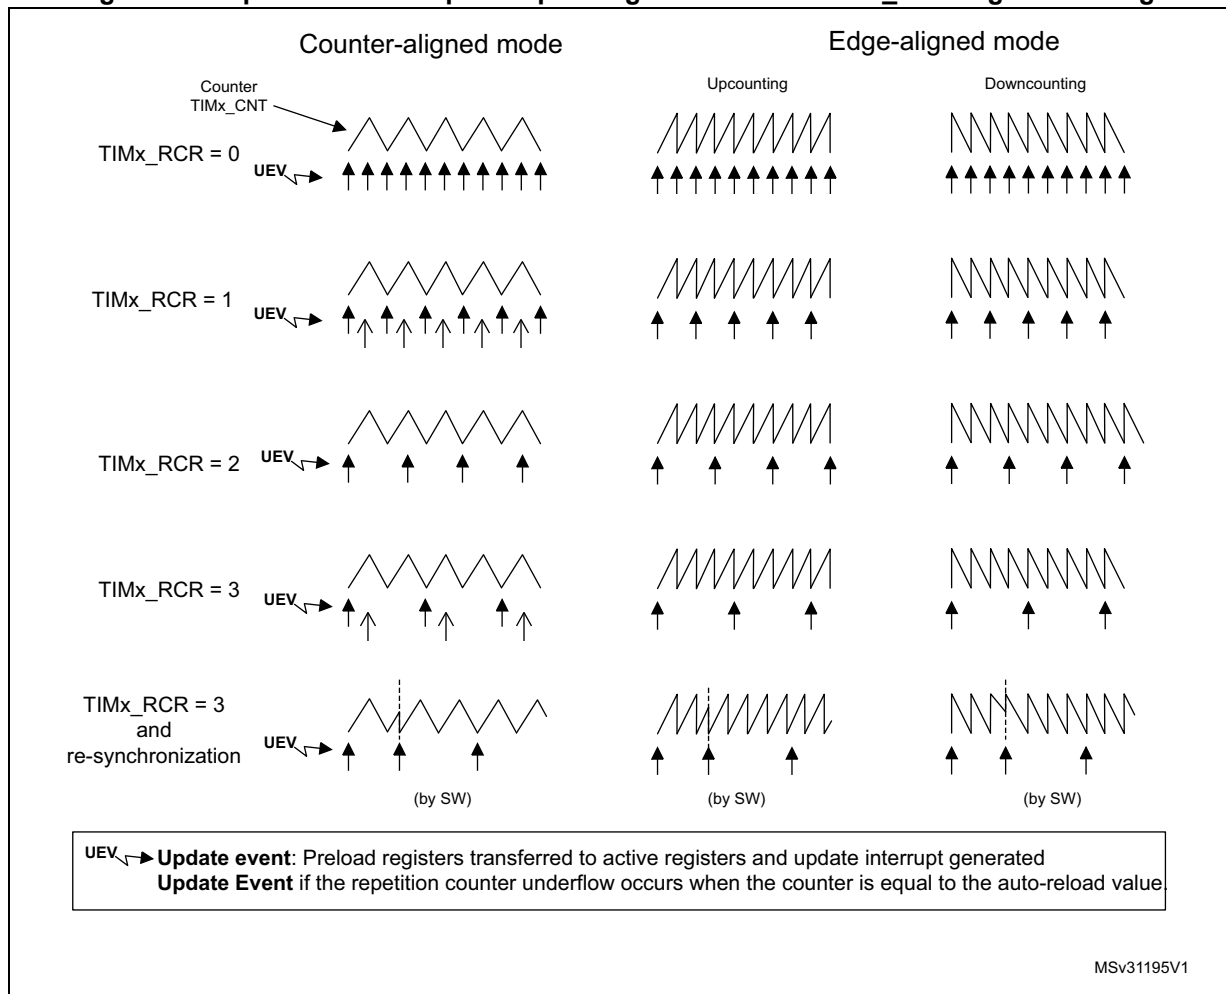 Counter-aligned mode
Edge-aligned mode
Counter
TIMx_CNT
Upcounting
Downcounting
TIMx_RCR = 0
UEV
TIMx_RCR = 1
UEV
TIMx_RCR = 2
UEV
TIMx_RCR = 3
UEV
TIMx_RCR = 3
and
re-synchronization
UEV
(by SW)
(by SW)
(by SW)
UEV Update event: Preload registers transferred to active registers and update interrupt generated
Update Event if the repetition counter underflow occurs when the counter is equal to the auto-reload value.
MSv31195V1